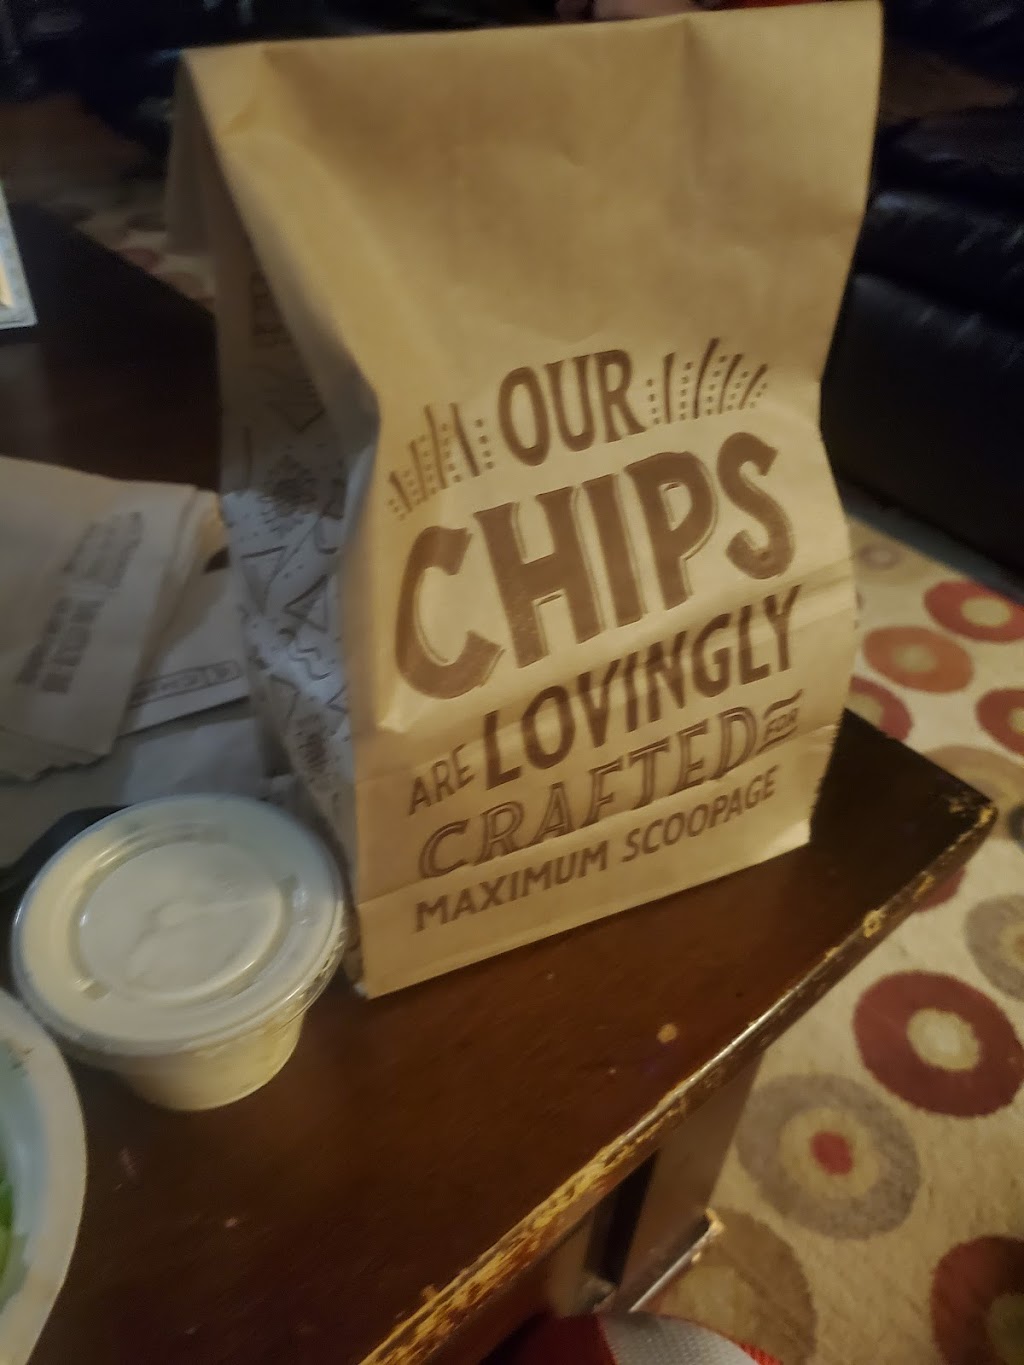 OUR
CHIPS
ARE LOVINGLY
CRAFTED FOR
MAXIMUM SCOOPAGE